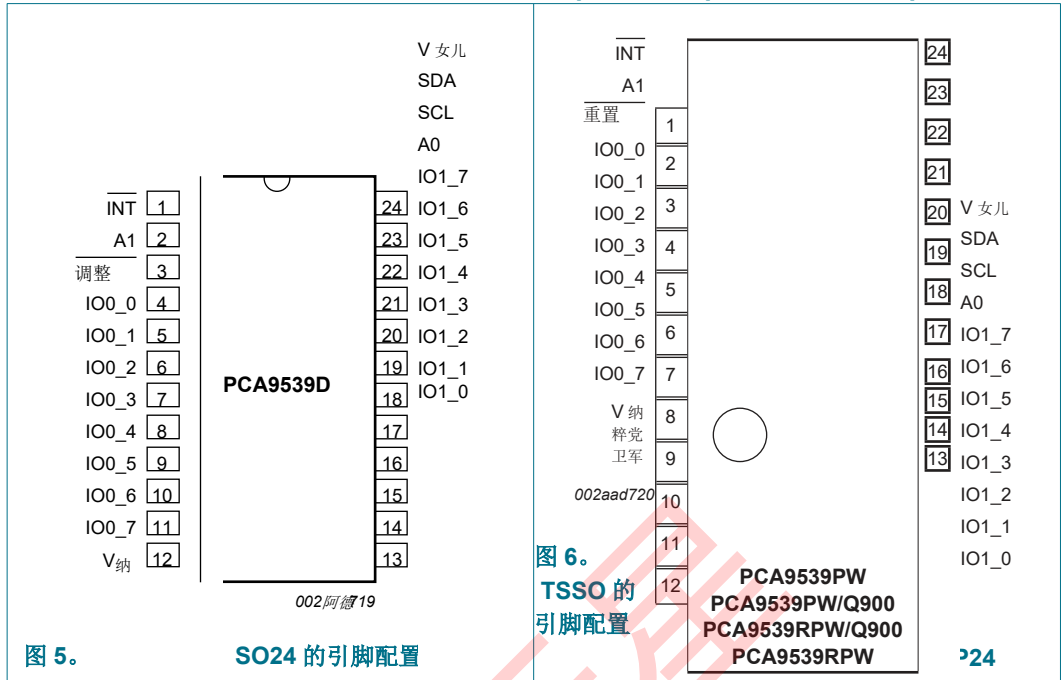 V 女儿
SDA
SCL
A0
IO1_7
INT 1
24 IO1_6
A1 2
23 IO1_5
调整 3
22 IO1_4
IO0_0 4
21 IO1_3
IO0_1 5
20 IO1_2
IO0_2 6
19 IO1_1
IO0_3 7
PCA9539D
18 IO1_0
IO0_4 8
17
IO0_5 9
16
IO0_6 10
15
IO0_7 11
14
V纳 12
13
002阿德719
图 5。 SO24 的引脚配置
INT
A1
重置
IO0_0
IO0_1
IO0_2
IO0_3
IO0_4
IO0_5
IO0_6
IO0_7
V 纳
粹党
卫军
002aad720
1
2
3
4
5
6
7
8
9
10
11
12
24
23
22
21
20
19
18
17
16
15
14
13
V 女儿
SDA
SCL
A0
IO1_7
IO1_6
IO1_5
IO1_4
IO1_3
IO1_2
IO1_1
IO1_0
PCA9539PW
PCA9539PW/Q900
PCA9539RPW/Q900
PCA9539RPW
图 6。
TSSO 的
引脚配置
P24